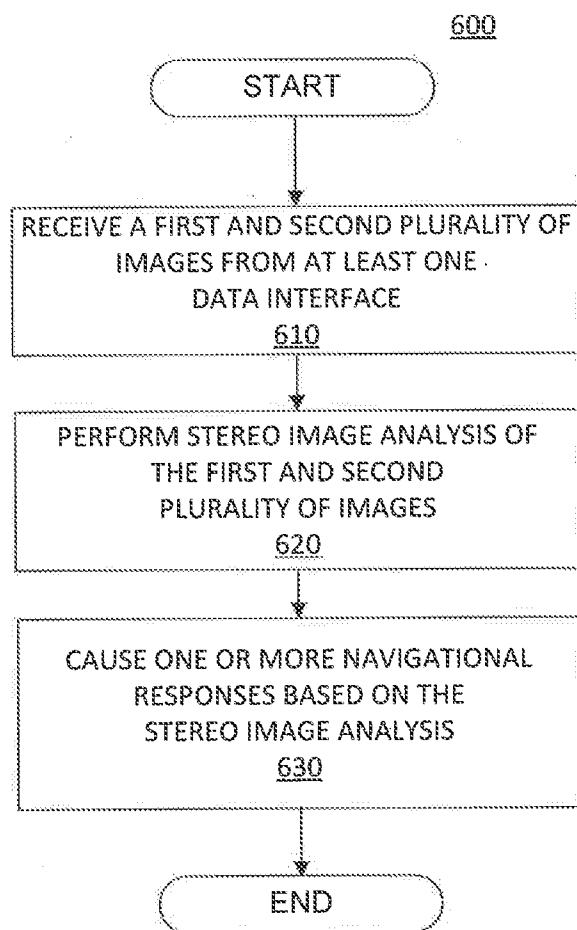 600
START
RECEIVE A FIRST AND SECOND PLURALITY OF
IMAGES FROM AT LEAST ONE
DATA INTERFACE
610
PERFORM STEREO IMAGE ANALYSIS OF
THE FIRST AND SECOND
PLURALITY OF IMAGES
620
CAUSE ONE OR MORE NAVIGATIONAL
RESPONSES BASED ON THE
STEREO IMAGE ANALYSIS
630
END